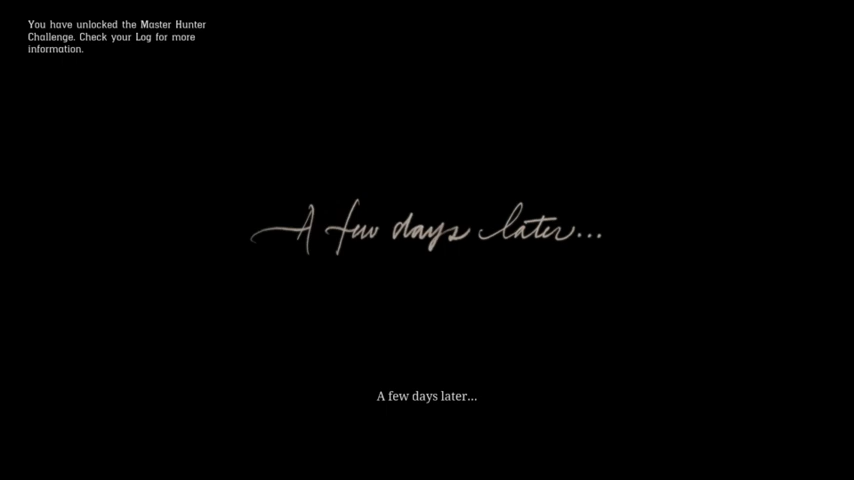 You have unlocked the Master Hunter
Challenge. Check your Log for more
information.
A few days later...
A few days later...